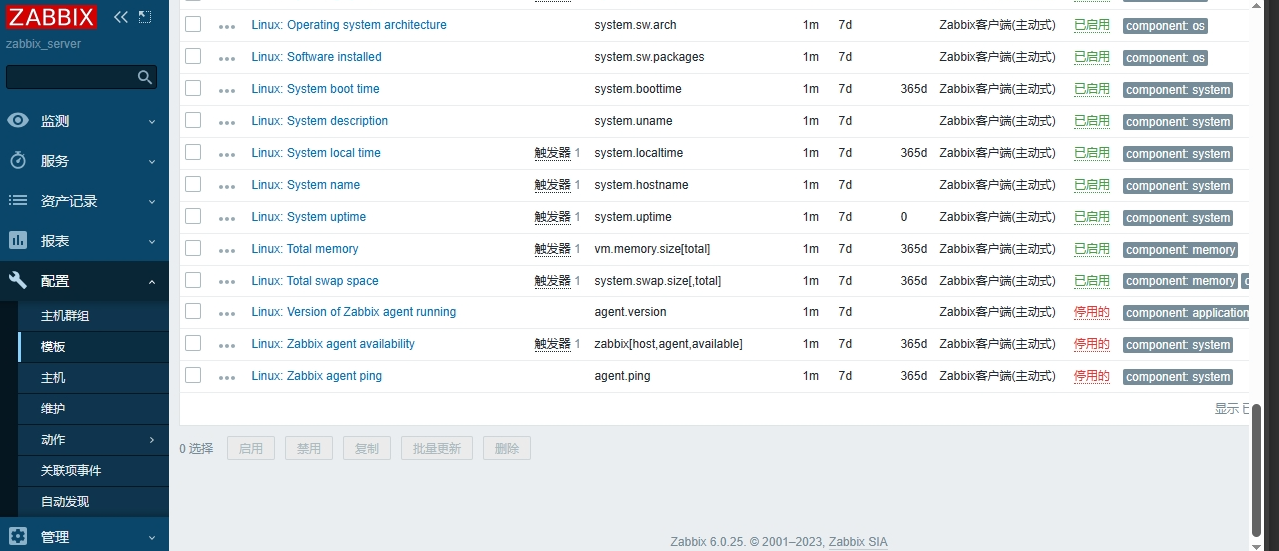 ZABBIX
zabbix_server
监测
服务
资产记录
报表
配置
主机群组
模板
主机
维护
动作
关联项事件
自动发现
管理
Linux: Operating system architecture system.sw.arch 1m 7d Zabbix客户端(主动式) 已启用 component: os
Linux: Software installed system.sw.packages 1m 7d Zabbix客户端(主动式) 已启用 component: os
Linux: System boot time system.boottime 1m 7d 365d Zabbix客户端(主动式) 已启用 component: system
Linux: System description system.uname 1m 7d Zabbix客户端(主动式) 已启用 component: system
Linux: System local time 触发器 1 system.localtime 1m 7d 365d Zabbix客户端(主动式) 已启用 component: system
Linux: System name 触发器 1 system.hostname 1m 7d Zabbix客户端(主动式) 已启用 component: system
Linux: System uptime 触发器 1 system.uptime 1m 7d 0 Zabbix客户端(主动式) 已启用 component: system
Linux: Total memory 触发器 1 vm.memory.size[total] 1m 7d 365d Zabbix客户端(主动式) 已启用 component: memory
Linux: Total swap space 触发器 1 system.swap.size[,total] 1m 7d 365d Zabbix客户端(主动式) 已启用 component: memory
Linux: Version of Zabbix agent running agent.version 1m 7d Zabbix客户端(主动式) 停用的 component: application
Linux: Zabbix agent availability 触发器 1 zabbix[host,agent,available] 1m 7d 365d Zabbix客户端(主动式) 停用的 component: system
Linux: Zabbix agent ping agent.ping 1m 7d 365d Zabbix客户端(主动式) 停用的 component: system
显示
0 选择 启用 禁用 复制 批量更新 删除
Zabbix 6.0.25. © 2001–2023, Zabbix SIA